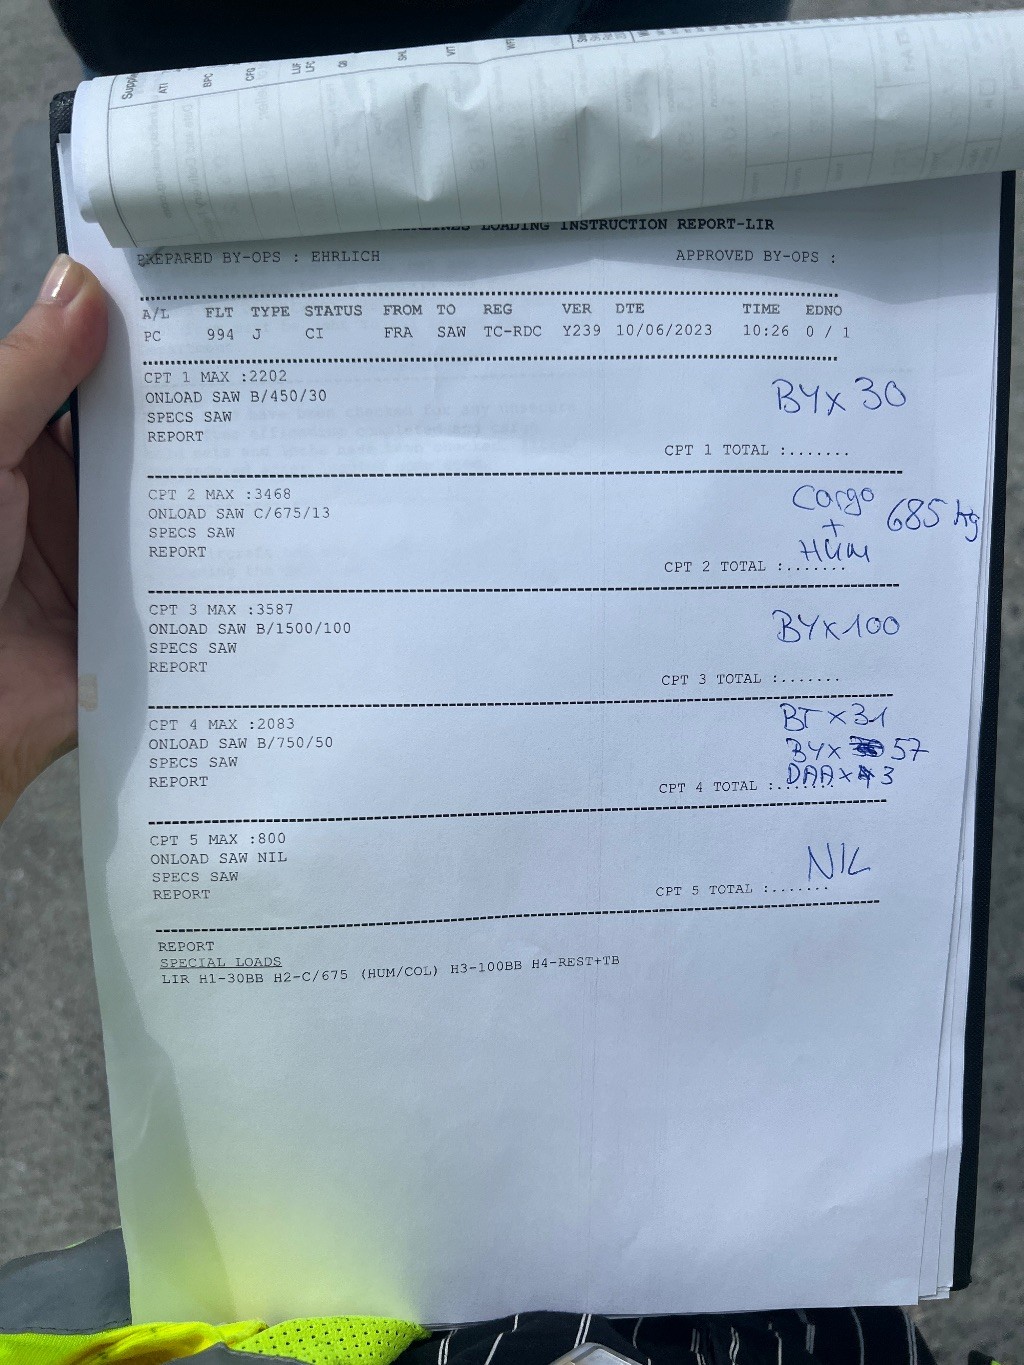 LOADING INSTRUCTION REPORT-LIR
PREPARED BY-OPS : EHRLICH APPROVED BY-OPS :
A/L FLT TYPE STATUS FROM TO REG VER DTE TIME EDNO
PC 994 J CI FRA SAW TC-RDC Y239 10/06/2023 10:26 0 / 1
CPT 1 MAX :2202
ONLOAD SAW B/450/30 BY x 30
SPECS SAW
REPORT
CPT 1 TOTAL :.......
CPT 2 MAX :3468 Cargo
ONLOAD SAW C/675/13 + 685 kg
SPECS SAW
REPORT HUM
CPT 2 TOTAL :.......
CPT 3 MAX :3587
ONLOAD SAW B/1500/100 BY x 100
SPECS SAW
REPORT
CPT 3 TOTAL :.......
CPT 4 MAX :2083 BT x 31
ONLOAD SAW B/750/50 BY x 57
SPECS SAW
REPORT DAA x 3
CPT 4 TOTAL :.......
CPT 5 MAX :800
ONLOAD SAW NIL NIL
SPECS SAW
REPORT
CPT 5 TOTAL :.......
REPORT
SPECIAL LOADS
LIR H1-30BB H2-C/675 (HUM/COL) H3-100BB H4-REST+TB